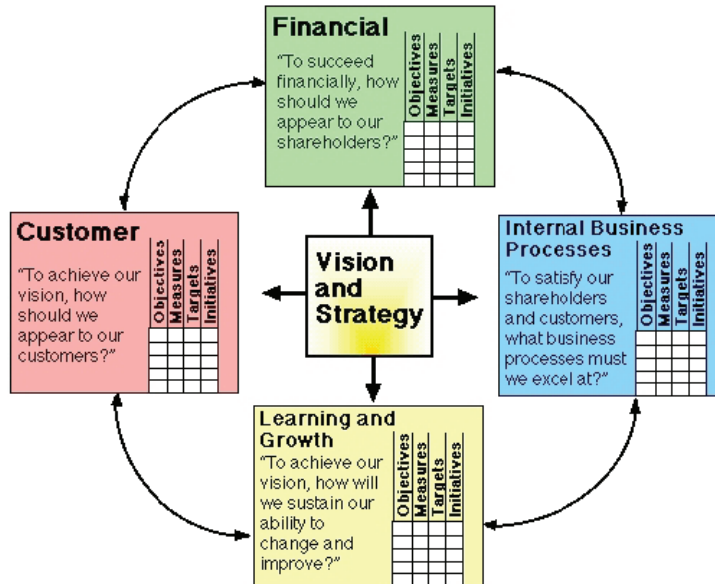 Financial
“To succeed
financially, how
should we
appear to our
shareholders?”
Objectives
Measures
Targets
Initiatives
Customer
“To achieve our
vision, how
should we
appear to our
customers?”
Objectives
Measures
Targets
Initiatives
Vision
and
Strategy
Internal Business
Processes
“To satisfy our
shareholders
and customers,
what business
processes must
we excel at?”
Objectives
Measures
Targets
Initiatives
Learning and
Growth
“To achieve our
vision, how will
we sustain our
ability to
change and
improve?”
Objectives
Measures
Targets
Initiatives